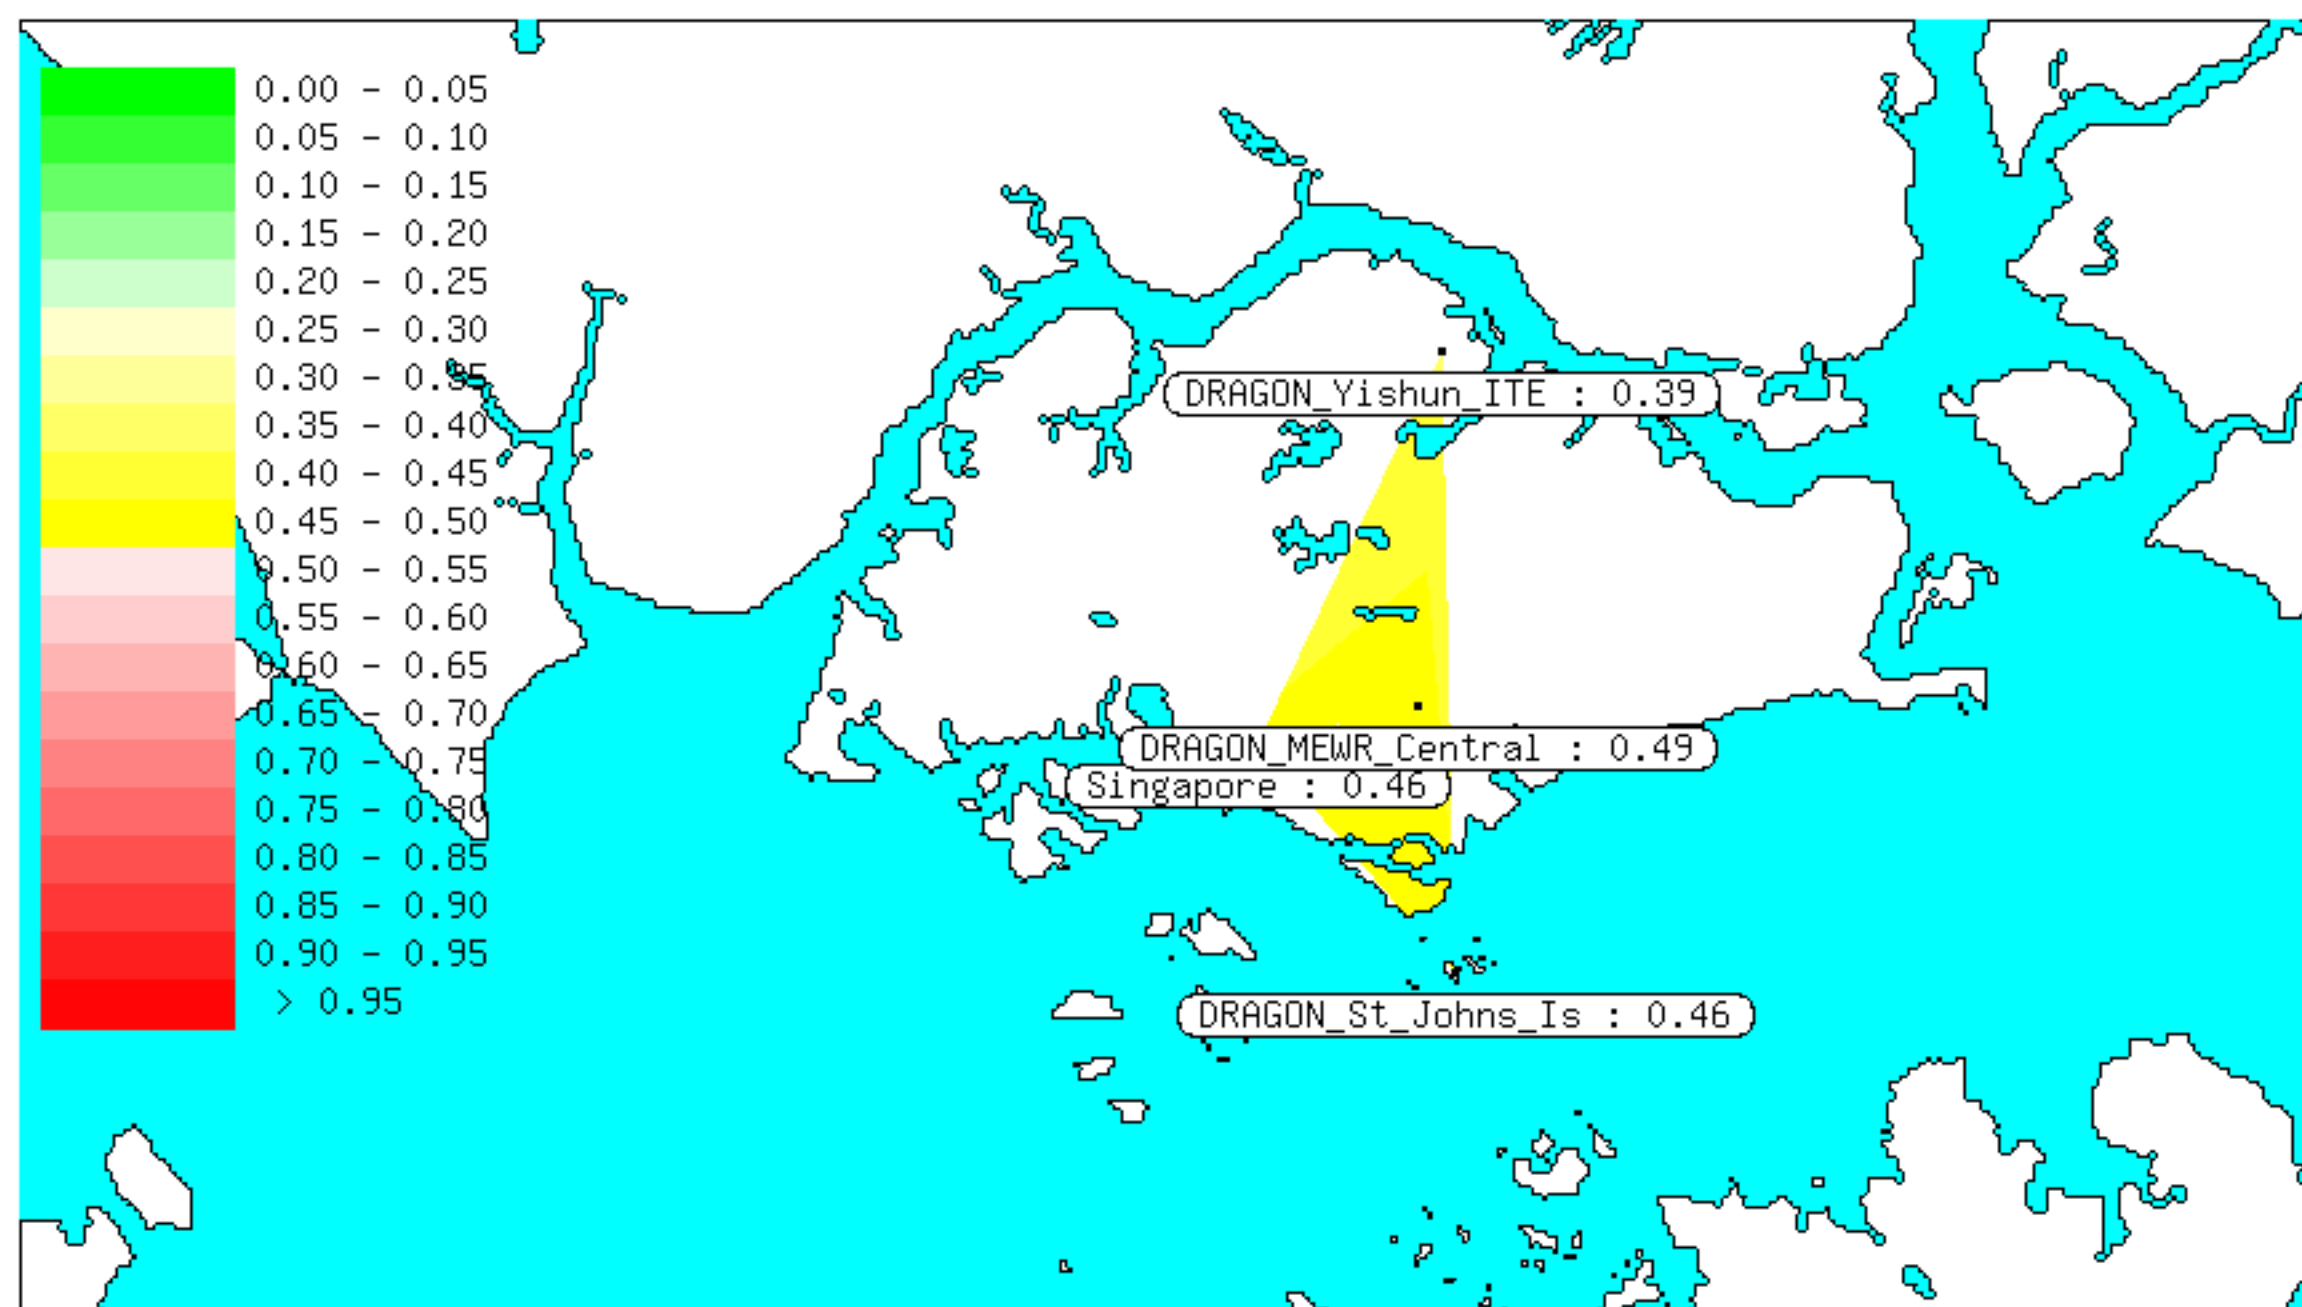 0.00 - 0.05
0.05 - 0.10
0.10 - 0.15
0.15 - 0.20
0.20 - 0.25
0.25 - 0.30
0.30 - 0.35
0.35 - 0.40
0.40 - 0.45
0.45 - 0.50
0.50 - 0.55
0.55 - 0.60
0.60 - 0.65
0.65 - 0.70
0.70 - 0.75
0.75 - 0.80
0.80 - 0.85
0.85 - 0.90
0.90 - 0.95
> 0.95
DRAGON_Yishun_ITE : 0.39
DRAGON_MEWR_Central : 0.49
Singapore : 0.46
DRAGON_St_Johns_Is : 0.46